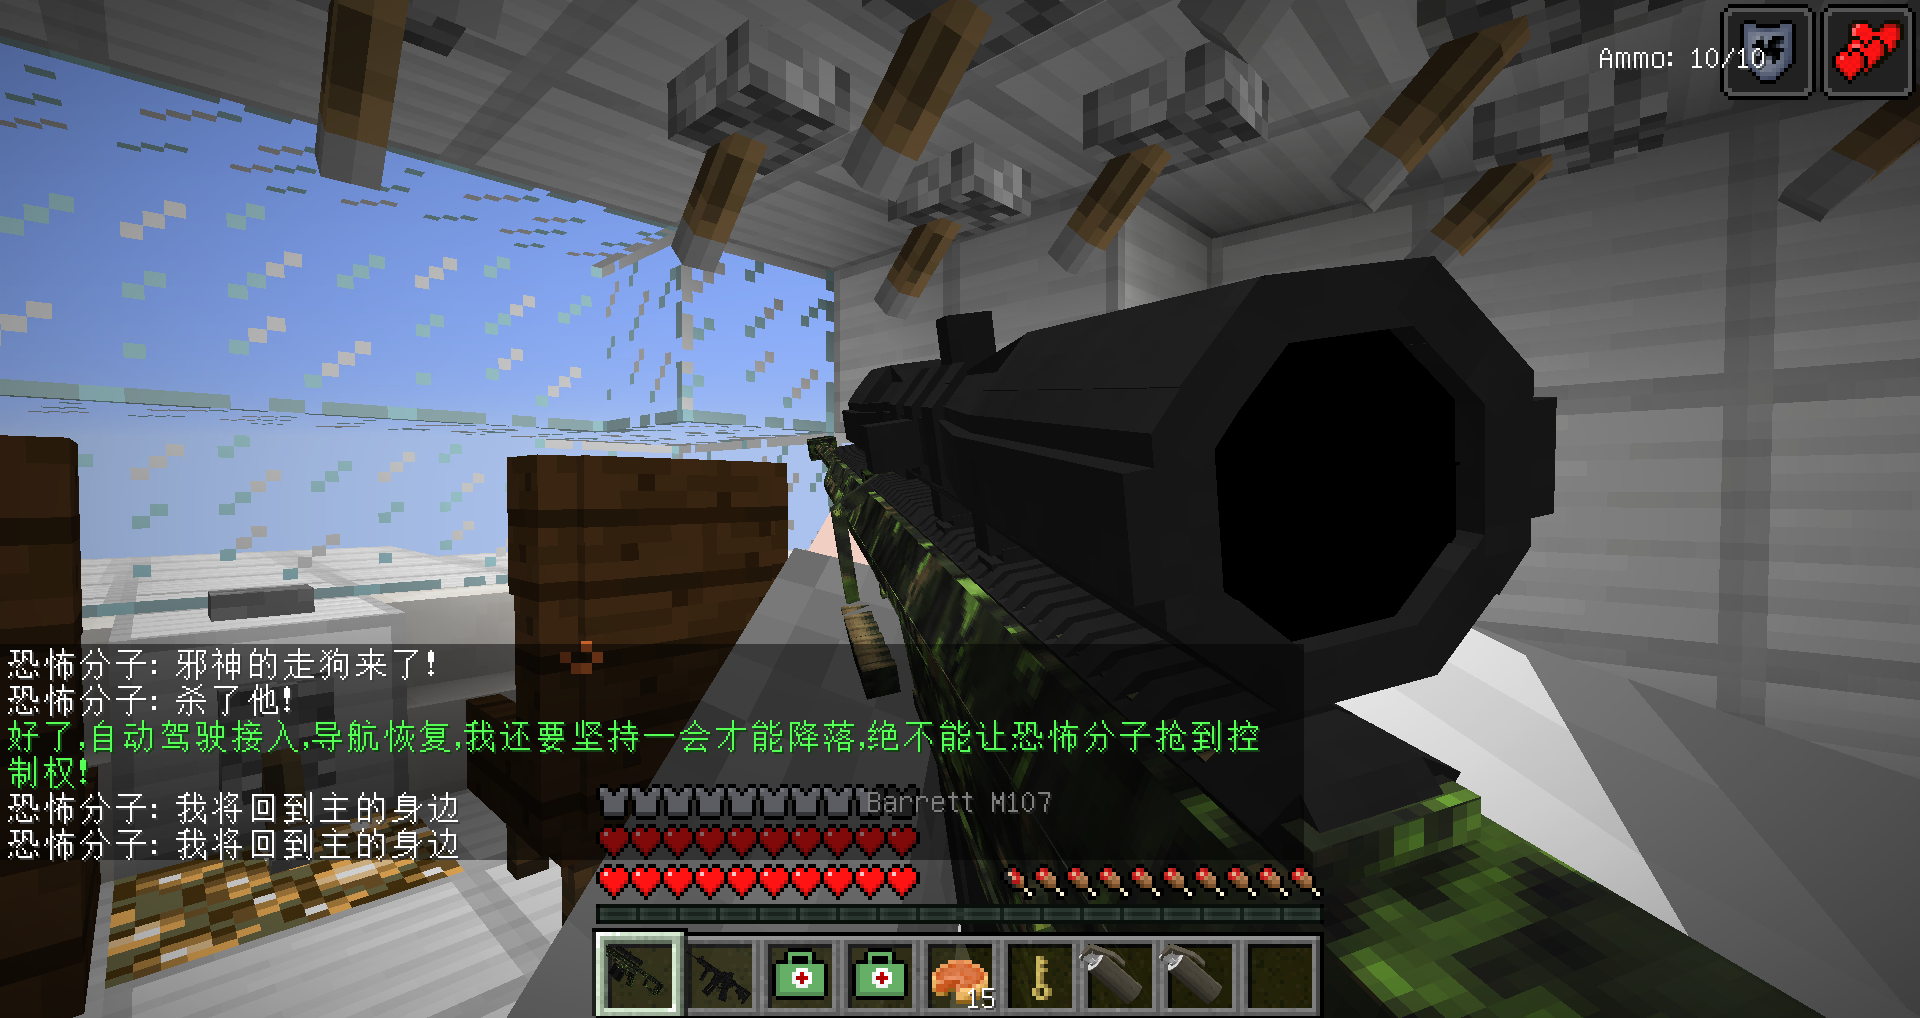 Ammo: 10/10
恐怖分子: 邪神的走狗来了!
恐怖分子: 杀了他!
好了,自动驾驶接入,导航恢复,我还要坚持一会才能降落,绝不能让恐怖分子抢到控
制权!
恐怖分子: 我将回到主的身边
恐怖分子: 我将回到主的身边
Barrett M107
15